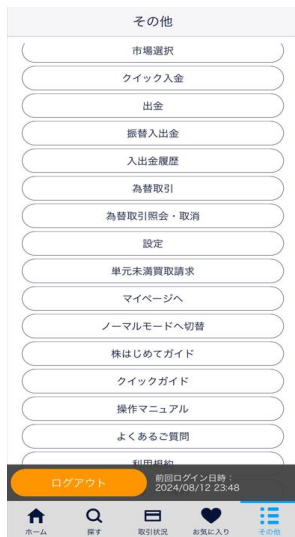 その他
市場選択
クイック入金
出金
振替入出金
入出金履歴
為替取引
為替取引照会・取消
設定
単元未満買取請求
マイページへ
ノーマルモードへ切替
株はじめてガイド
クイックガイド
操作マニュアル
よくあるご質問
利用規約
ログアウト
前回ログイン日時：
2024/08/12 23:48
ホーム
探す
取引状況
お気に入り
その他